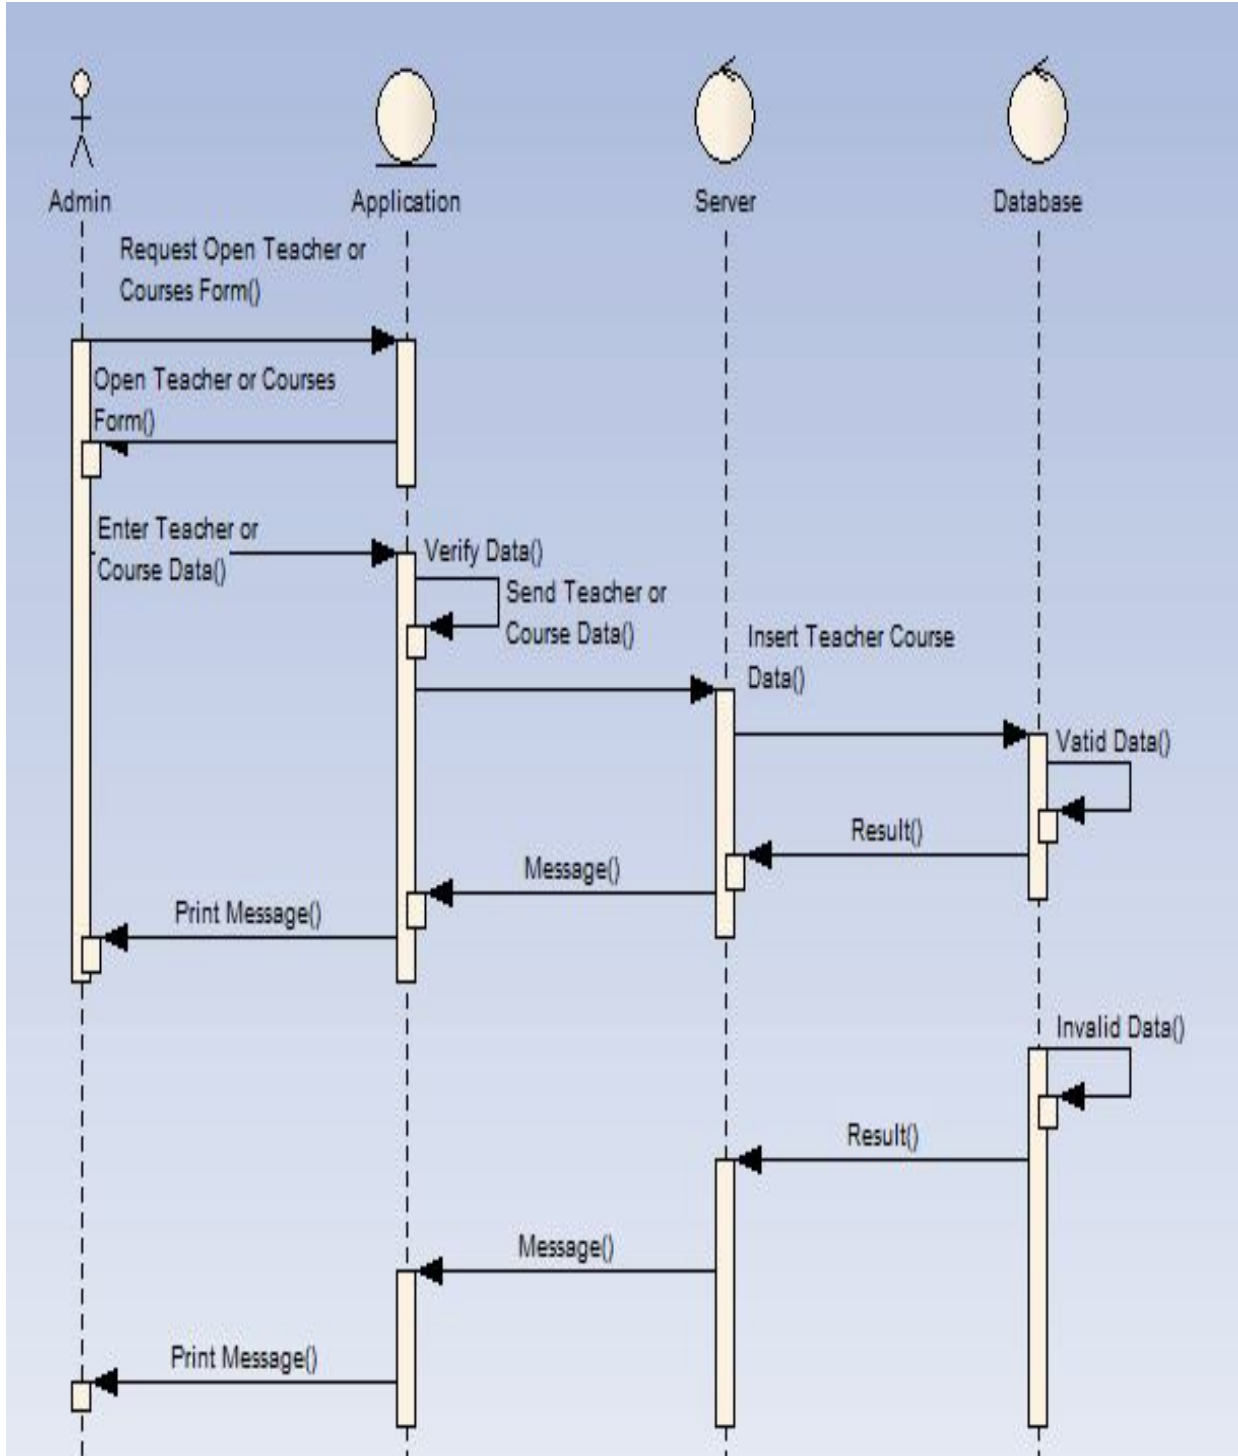 Admin
Application
Server
Database
Request Open Teacher or
Courses Form()
Open Teacher or Courses
Form()
Enter Teacher or
Course Data()
Verify Data()
Send Teacher or
Course Data()
Insert Teacher Course
Data()
Vatid Data()
Result()
Message()
Print Message()
Invalid Data()
Result()
Message()
Print Message()